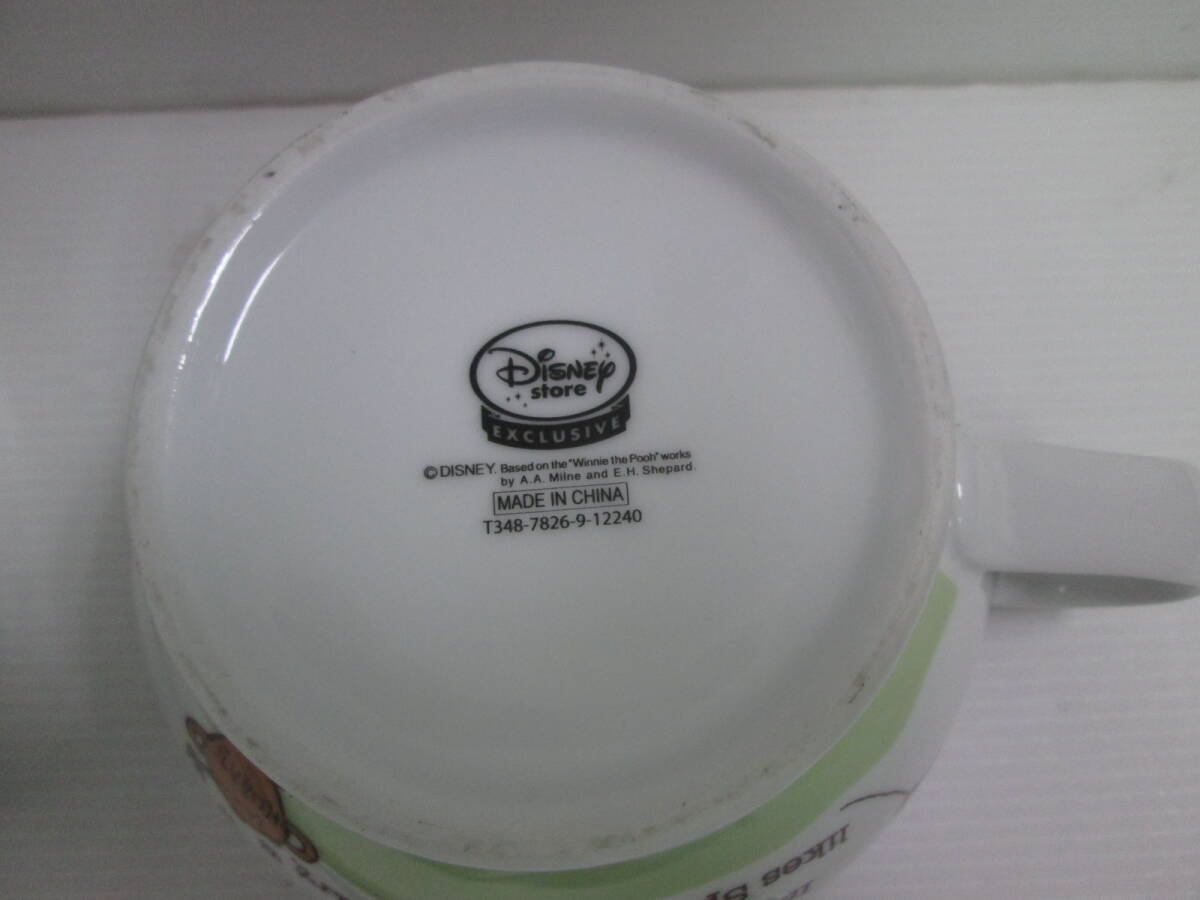 DISNEY
store
EXCLUSIVE
©DISNEY. Based on the "Winnie the Pooh" works
by A.A. Milne and E.H. Shepard.
MADE IN CHINA
T348-7826-9-12240
likes